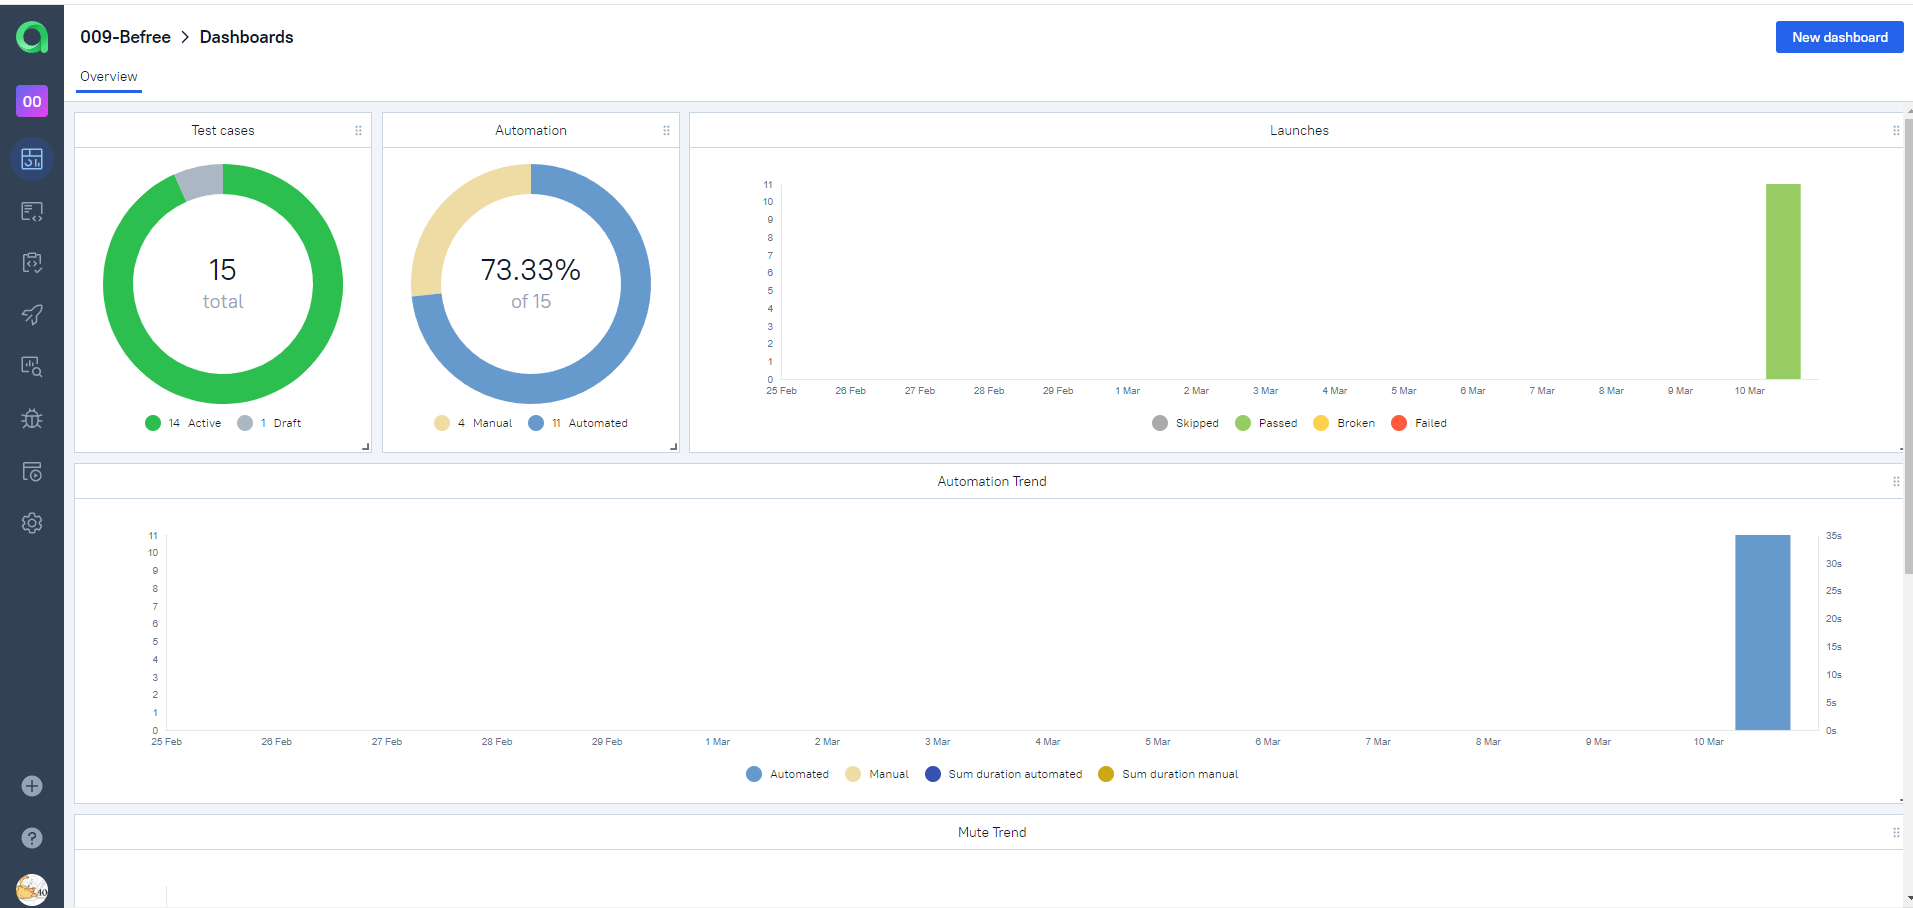 009-Befree > Dashboards
New dashboard
Overview
00
Test cases
15
total
14 Active 1 Draft
Automation
73.33%
of 15
4 Manual 11 Automated
Launches
11
10
9
8
7
6
5
4
3
2
1
0
25 Feb 26 Feb 27 Feb 28 Feb 29 Feb 1 Mar 2 Mar 3 Mar 4 Mar 5 Mar 6 Mar 7 Mar 8 Mar 9 Mar 10 Mar
Skipped Passed Broken Failed
Automation Trend
11
10
9
8
7
6
5
4
3
2
1
0
35s
30s
25s
20s
15s
10s
5s
0s
25 Feb 26 Feb 27 Feb 28 Feb 29 Feb 1 Mar 2 Mar 3 Mar 4 Mar 5 Mar 6 Mar 7 Mar 8 Mar 9 Mar 10 Mar
Automated Manual Sum duration automated Sum duration manual
Mute Trend